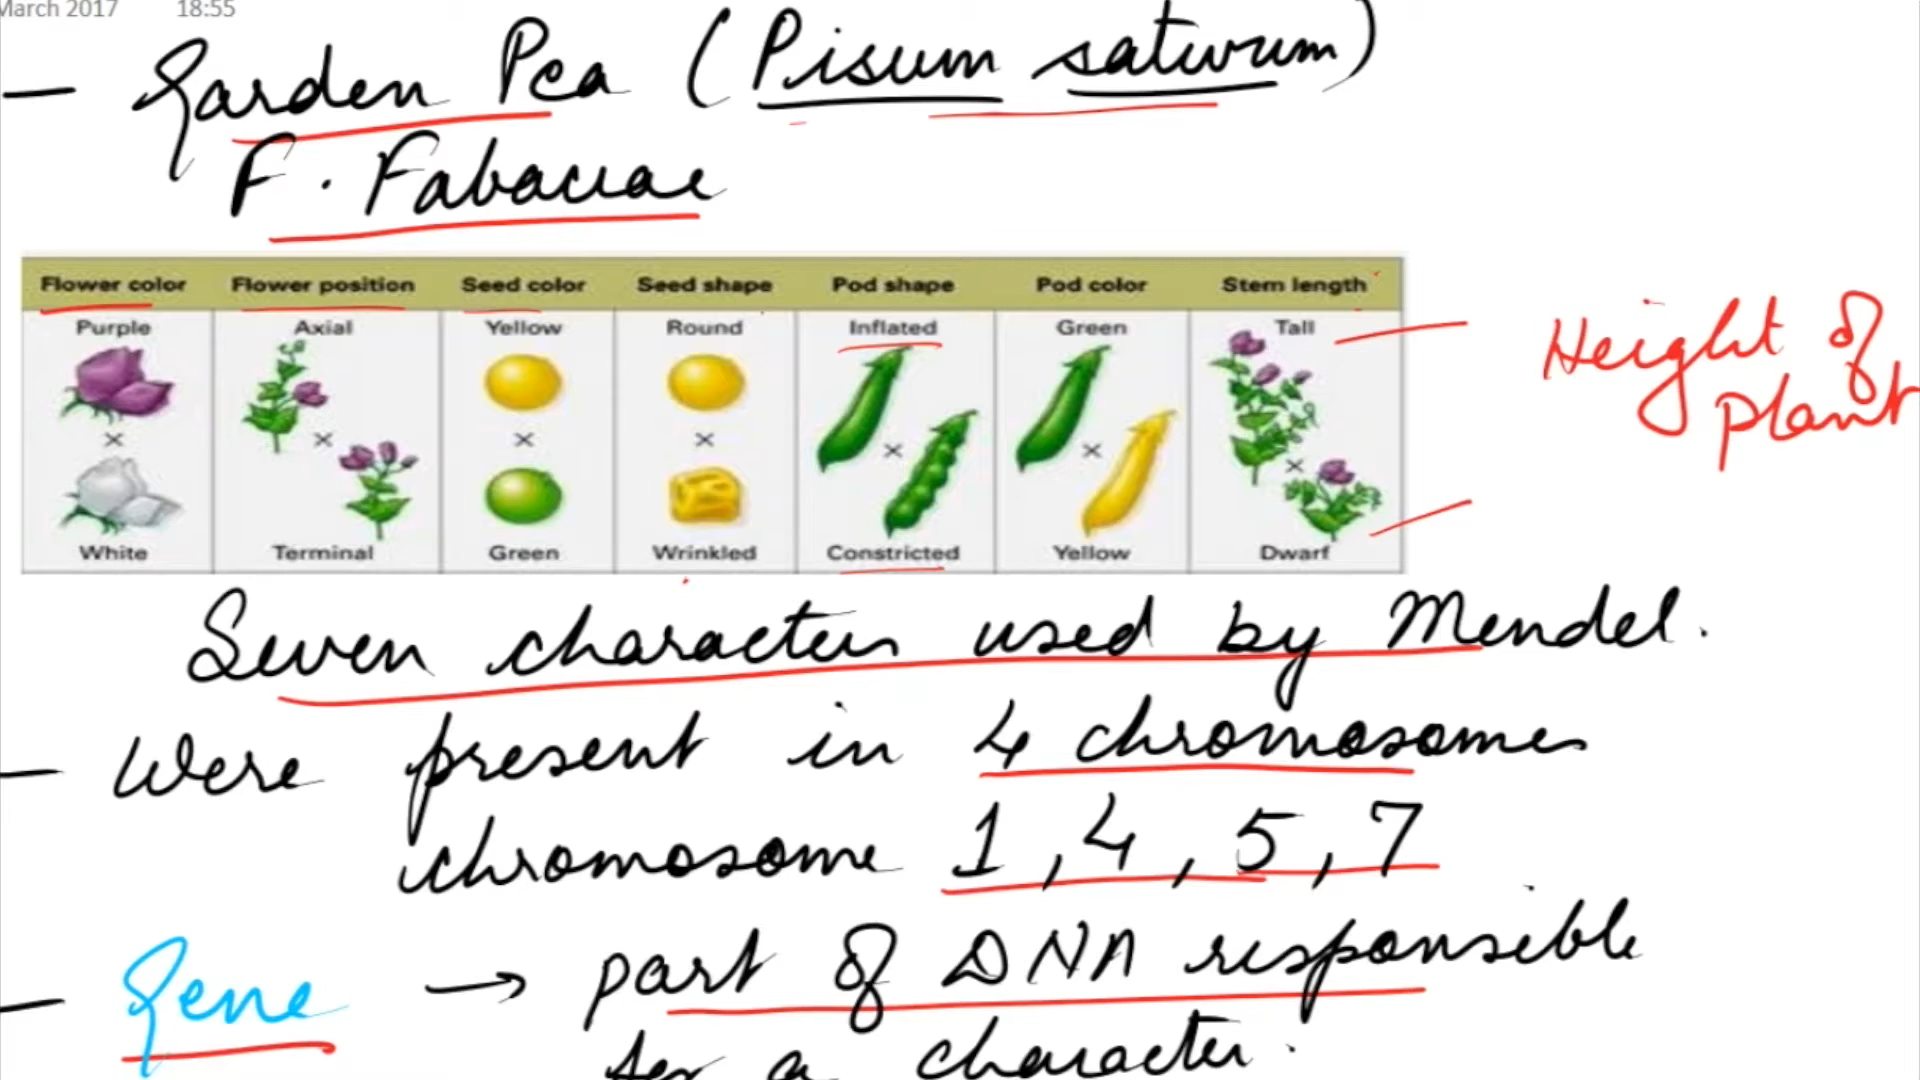 March 2017 18:55
- Garden Pea (Pisum sativum)
F. Fabaceae
Flower color Flower position Seed color Seed shape Pod shape Pod color Stem length
Purple Axial Yellow Round Inflated Green Tall
× × × × × × ×
White Terminal Green Wrinkled Constricted Yellow Dwarf
Height of
plant
Seven characters used by Mendel.
- Were present in 4 chromosomes
chromosome 1, 4, 5, 7
- Gene → part of DNA responsible
for a character.